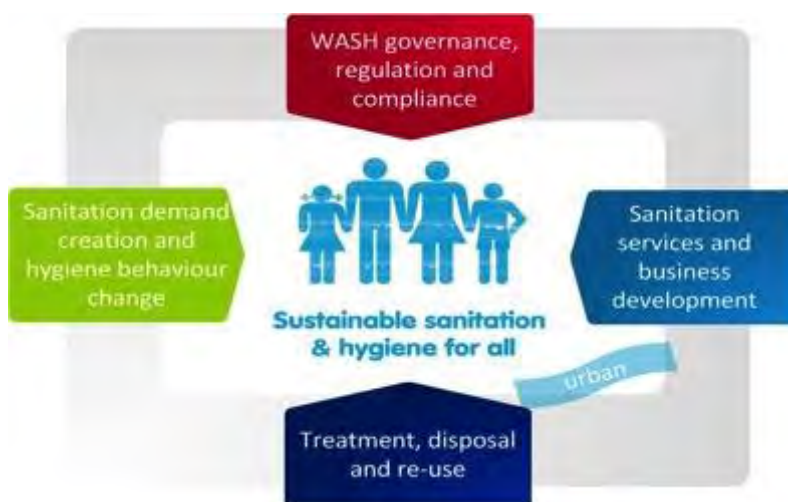 WASH governance,
regulation and
compliance
Sanitation demand
creation and
hygiene behaviour
change
Sanitation
services and
business
development
Sustainable sanitation
& hygiene for all
urban
Treatment, disposal
and re-use